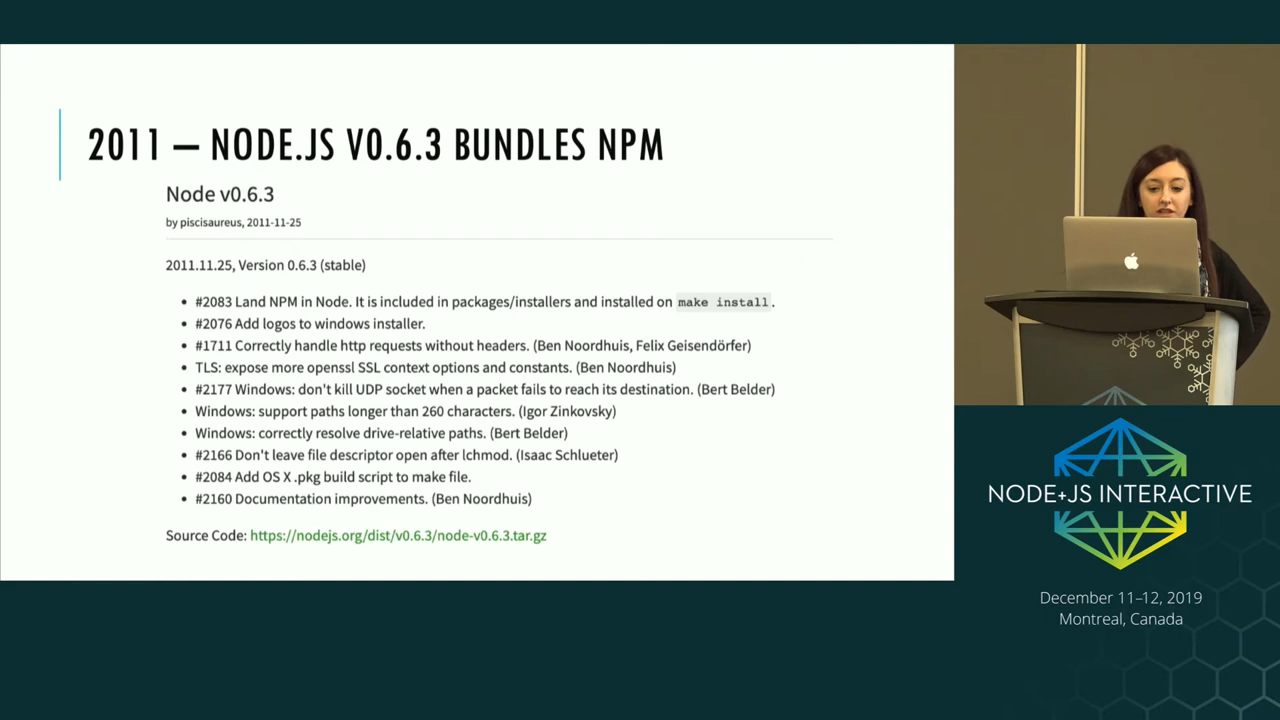 2011 — NODE.JS V0.6.3 BUNDLES NPM
Node v0.6.3
by piscisaureus, 2011-11-25
2011.11.25, Version 0.6.3 (stable)
• #2083 Land NPM in Node. It is included in packages/installers and installed on make install.
• #2076 Add logos to windows installer.
• #1711 Correctly handle http requests without headers. (Ben Noordhuis, Felix Geisendörfer)
• TLS: expose more openssl SSL context options and constants. (Ben Noordhuis)
• #2177 Windows: don't kill UDP socket when a packet fails to reach its destination. (Bert Belder)
• Windows: support paths longer than 260 characters. (Igor Zinkovsky)
• Windows: correctly resolve drive-relative paths. (Bert Belder)
• #2166 Don't leave file descriptor open after lchmod. (Isaac Schlueter)
• #2084 Add OS X .pkg build script to make file.
• #2160 Documentation improvements. (Ben Noordhuis)
Source Code: https://nodejs.org/dist/v0.6.3/node-v0.6.3.tar.gz
NODE+JS INTERACTIVE
December 11–12, 2019
Montreal, Canada